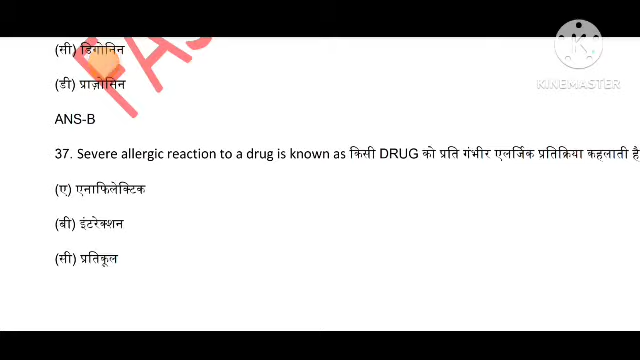 (सी) डिगोनिन
(डी) प्राज़ोसिन
FAS
K
KINEMASTER
ANS-B
37. Severe allergic reaction to a drug is known as किसी DRUG को प्रति गंभीर एलर्जिक प्रतिक्रिया कहलाती है
(ए) एनाफिलेक्टिक
(बी) इंटरेक्शन
(सी) प्रतिकूल